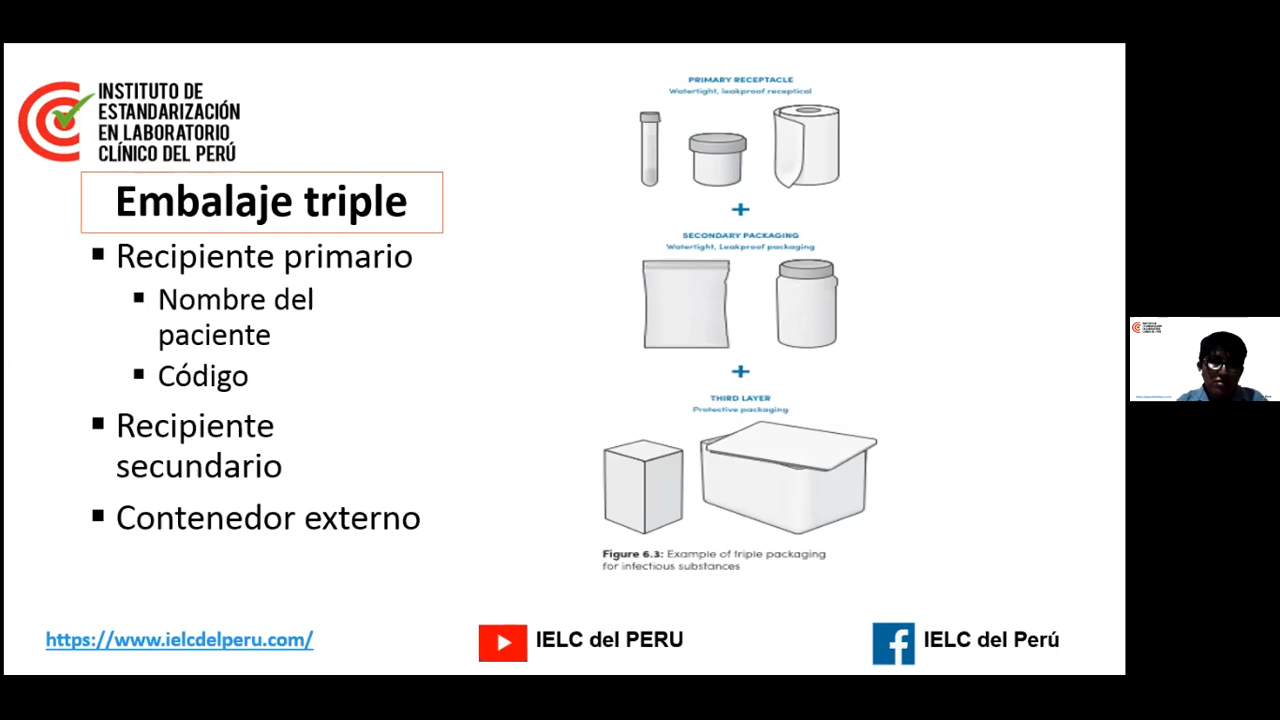 INSTITUTO DE
ESTANDARIZACIÓN
EN LABORATORIO
CLÍNICO DEL PERÚ
Embalaje triple
Recipiente primario
Nombre del
paciente
Código
Recipiente
secundario
Contenedor externo
PRIMARY RECEPTACLE
Watertight, leakproof receptical
SECONDARY PACKAGING
Watertight, Leakproof packaging
THIRD LAYER
Protective packaging
Figure 6.3: Example of triple packaging
for infectious substances
https://www.ielcdelperu.com/
IELC del PERU
IELC del Perú